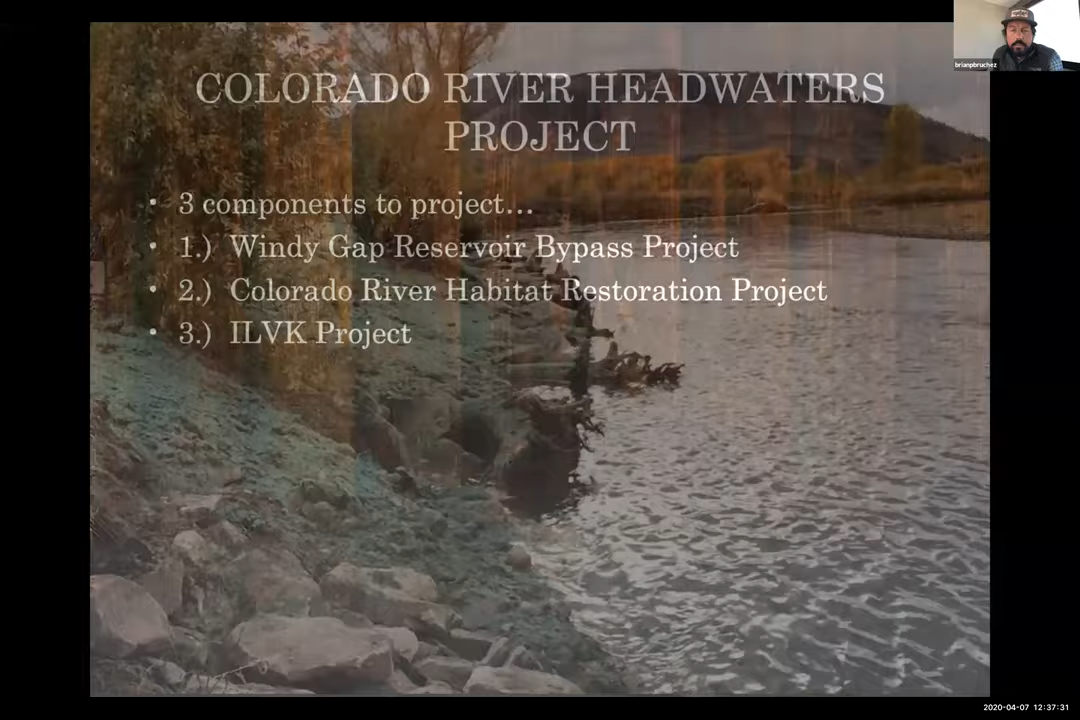 COLORADO RIVER HEADWATERS
PROJECT
• 3 components to project…
• 1.) Windy Gap Reservoir Bypass Project
• 2.) Colorado River Habitat Restoration Project
• 3.) ILVK Project
brianpbruchez
2020-04-07 12:37:31